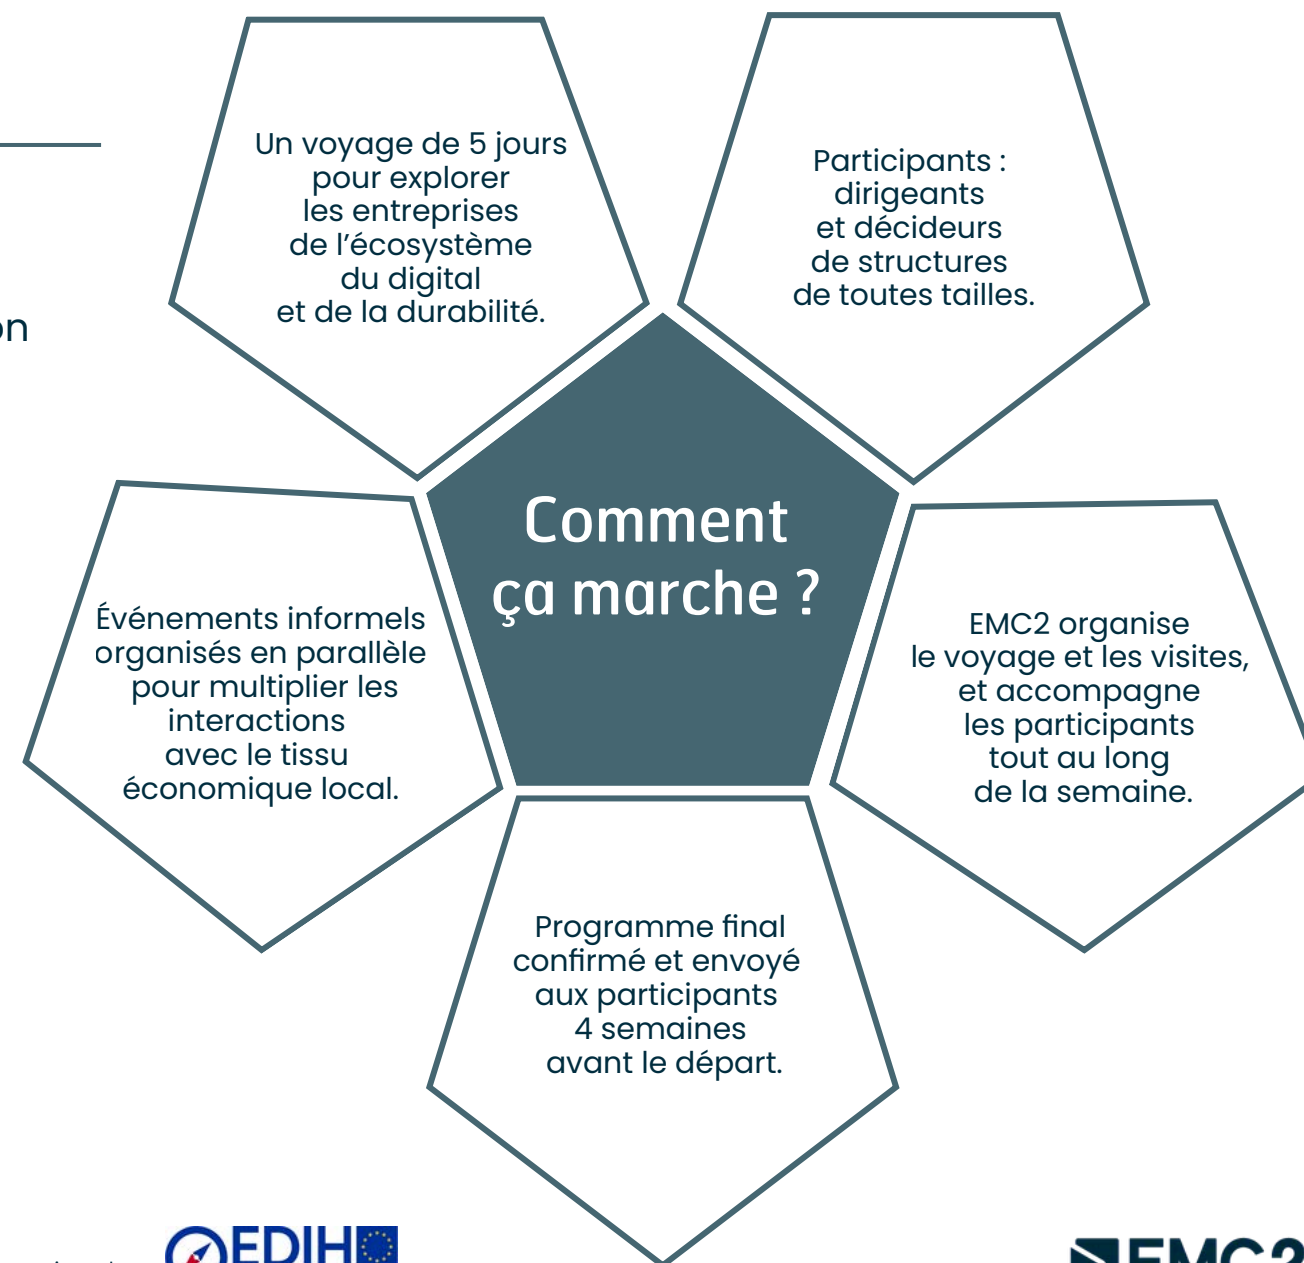 Un voyage de 5 jours
pour explorer
les entreprises
de l’écosystème
du digital
et de la durabilité.
Participants :
dirigeants
et décideurs
de structures
de toutes tailles.
on
Comment
ça marche ?
Événements informels
organisés en parallèle
pour multiplier les
interactions
avec le tissu
économique local.
EMC2 organise
le voyage et les visites,
et accompagne
les participants
tout au long
de la semaine.
Programme final
confirmé et envoyé
aux participants
4 semaines
avant le départ.
EDIH
EMC2